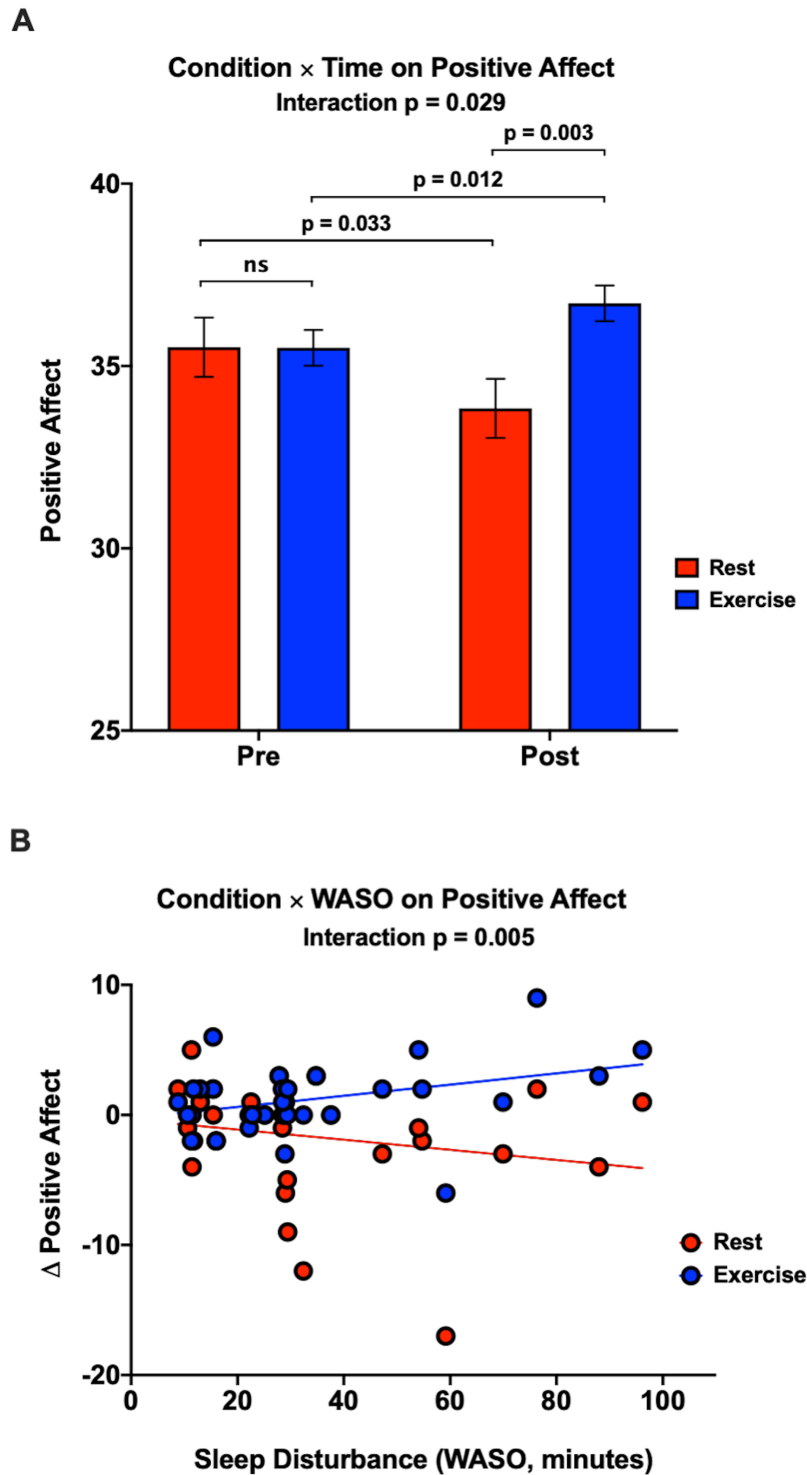 A
Condition × Time on Positive Affect
Interaction p = 0.029
p = 0.003
p = 0.012
p = 0.033
ns
40
35
30
25
Positive Affect
Rest
Exercise
Pre
Post
B
Condition × WASO on Positive Affect
Interaction p = 0.005
10
0
-10
-20
Δ Positive Affect
Rest
Exercise
0
20
40
60
80
100
Sleep Disturbance (WASO, minutes)